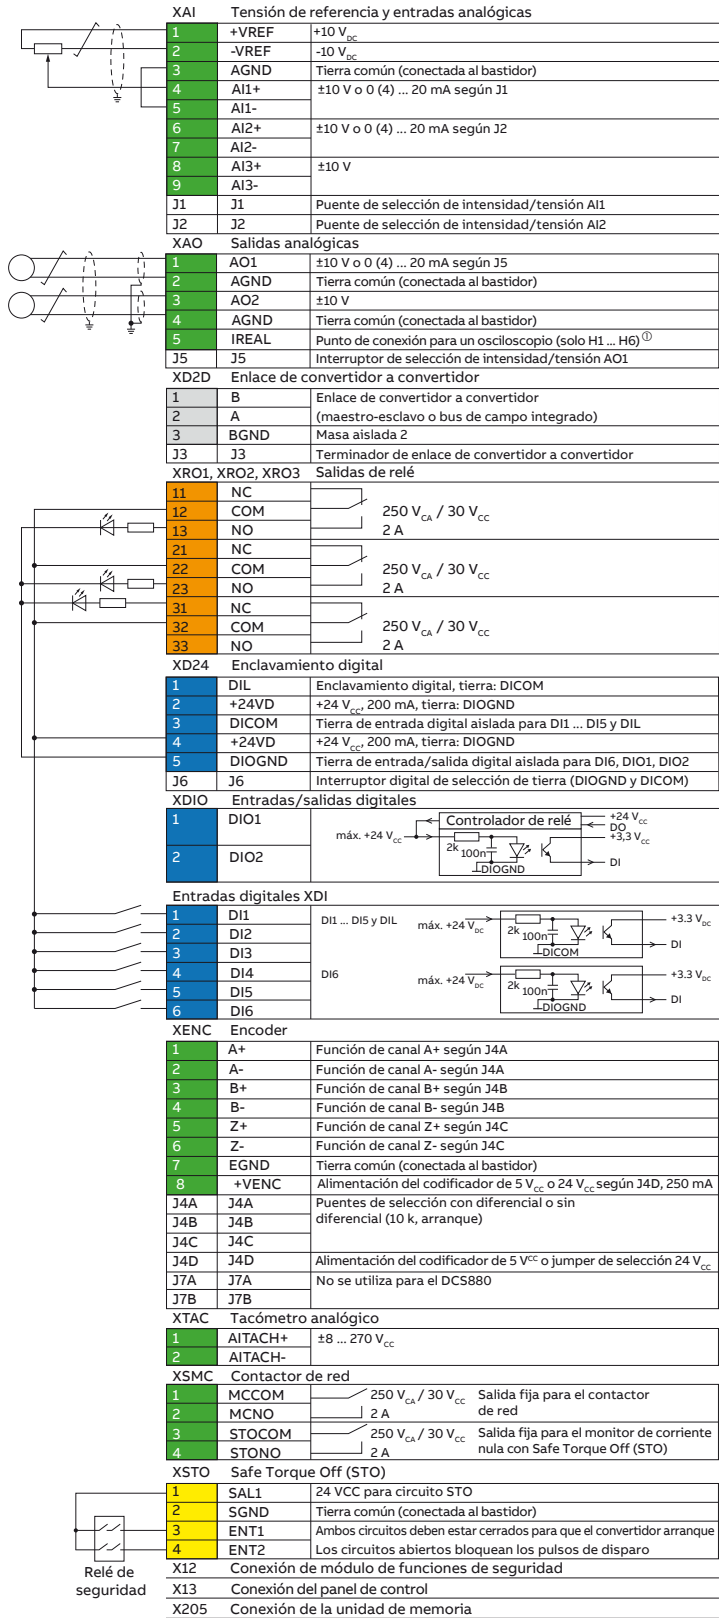 XAI Tensión de referencia y entradas analógicas
1 +VREF +10 V_DC
2 -VREF -10 V_DC
3 AGND Tierra común (conectada al bastidor)
4 AI1+ ±10 V o 0 (4) ... 20 mA según J1
5 AI1-
6 AI2+ ±10 V o 0 (4) ... 20 mA según J2
7 AI2-
8 AI3+ ±10 V
9 AI3-
J1 J1 Puente de selección de intensidad/tensión AI1
J2 J2 Puente de selección de intensidad/tensión AI2
XAO Salidas analógicas
1 AO1 ±10 V o 0 (4) ... 20 mA según J5
2 AGND Tierra común (conectada al bastidor)
3 AO2 ±10 V
4 AGND Tierra común (conectada al bastidor)
5 IREAL Punto de conexión para un osciloscopio (solo H1 ... H6) ①
J5 J5 Interruptor de selección de intensidad/tensión AO1
XD2D Enlace de convertidor a convertidor
1 B Enlace de convertidor a convertidor
2 A (maestro-esclavo o bus de campo integrado)
3 BGND Masa aislada 2
J3 J3 Terminador de enlace de convertidor a convertidor
XRO1, XRO2, XRO3 Salidas de relé
11 NC
12 COM 250 V_CA / 30 V_CC
13 NO 2 A
21 NC
22 COM 250 V_CA / 30 V_CC
23 NO 2 A
31 NC
32 COM 250 V_CA / 30 V_CC
33 NO 2 A
XD24 Enclavamiento digital
1 DIL Enclavamiento digital, tierra: DICOM
2 +24VD +24 V_CC, 200 mA, tierra: DIOGND
3 DICOM Tierra de entrada digital aislada para DI1 ... DI5 y DIL
4 +24VD +24 V_CC, 200 mA, tierra: DIOGND
5 DIOGND Tierra de entrada/salida digital aislada para DI6, DIO1, DIO2
J6 J6 Interruptor digital de selección de tierra (DIOGND y DICOM)
XDIO Entradas/salidas digitales
1 DIO1 Controlador de relé +24 V_CC
DO
máx. +24 V_CC +3,3 V_CC
2k 100n
2 DIO2 DIOGND DI
Entradas digitales XDI
1 DI1 DI1 ... DI5 y DIL máx. +24 V_DC 2k 100n +3.3 V_DC
2 DI2 DI
3 DI3 DICOM
4 DI4 DI6 máx. +24 V_DC 2k 100n +3.3 V_DC
5 DI5 DI
6 DI6 DIOGND
XENC Encoder
1 A+ Función de canal A+ según J4A
2 A- Función de canal A- según J4A
3 B+ Función de canal B+ según J4B
4 B- Función de canal B- según J4B
5 Z+ Función de canal Z+ según J4C
6 Z- Función de canal Z- según J4C
7 EGND Tierra común (conectada al bastidor)
8 +VENC Alimentación del codificador de 5 V_CC o 24 V_CC según J4D, 250 mA
J4A J4A Puentes de selección con diferencial o sin
J4B J4B diferencial (10 k, arranque)
J4C J4C
J4D J4D Alimentación del codificador de 5 V^CC o jumper de selección 24 V_CC
J7A J7A No se utiliza para el DCS880
J7B J7B
XTAC Tacómetro analógico
1 AITACH+ ±8 ... 270 V_CC
2 AITACH-
XSMC Contactor de red
1 MCCOM 250 V_CA / 30 V_CC Salida fija para el contactor
2 MCNO 2 A de red
3 STOCOM 250 V_CA / 30 V_CC Salida fija para el monitor de corriente
4 STONO 2 A nula con Safe Torque Off (STO)
XSTO Safe Torque Off (STO)
1 SAL1 24 VCC para circuito STO
2 SGND Tierra común (conectada al bastidor)
3 ENT1 Ambos circuitos deben estar cerrados para que el convertidor arranque
4 ENT2 Los circuitos abiertos bloquean los pulsos de disparo
Relé de
seguridad
X12 Conexión de módulo de funciones de seguridad
X13 Conexión del panel de control
X205 Conexión de la unidad de memoria